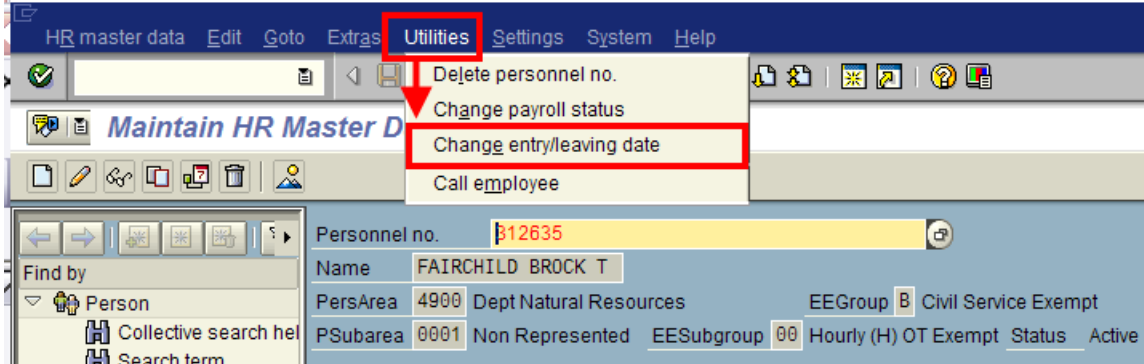 HR master data Edit Goto Extras Utilities Settings System Help
Delete personnel no.
Change payroll status
Maintain HR Master D
Change entry/leaving date
Call employee
Personnel no. 312635
Find by
Name FAIRCHILD BROCK T
Person
PersArea 4900 Dept Natural Resources EEGroup B Civil Service Exempt
Collective search hel
PSubarea 0001 Non Represented EESubgroup 00 Hourly (H) OT Exempt Status Active
Search term